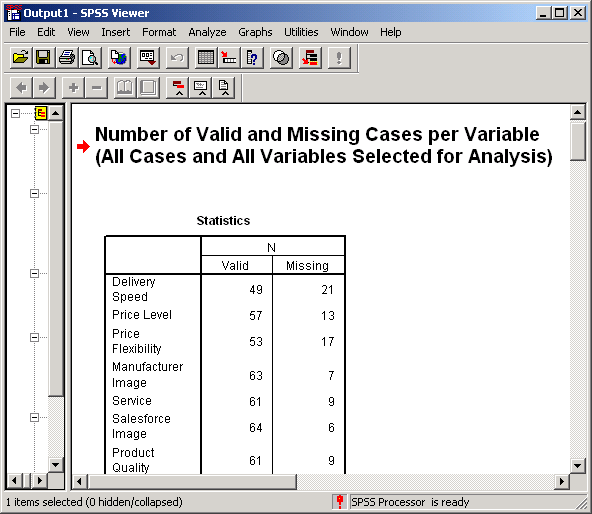 Output1 - SPSS Viewer
File Edit View Insert Format Analyze Graphs Utilities Window Help
Number of Valid and Missing Cases per Variable
(All Cases and All Variables Selected for Analysis)
Statistics
N
Valid Missing
Delivery
Speed 49 21
Price Level 57 13
Price
Flexibility 53 17
Manufacturer
Image 63 7
Service 61 9
Salesforce
Image 64 6
Product
Quality 61 9
1 items selected (0 hidden/collapsed) SPSS Processor is ready